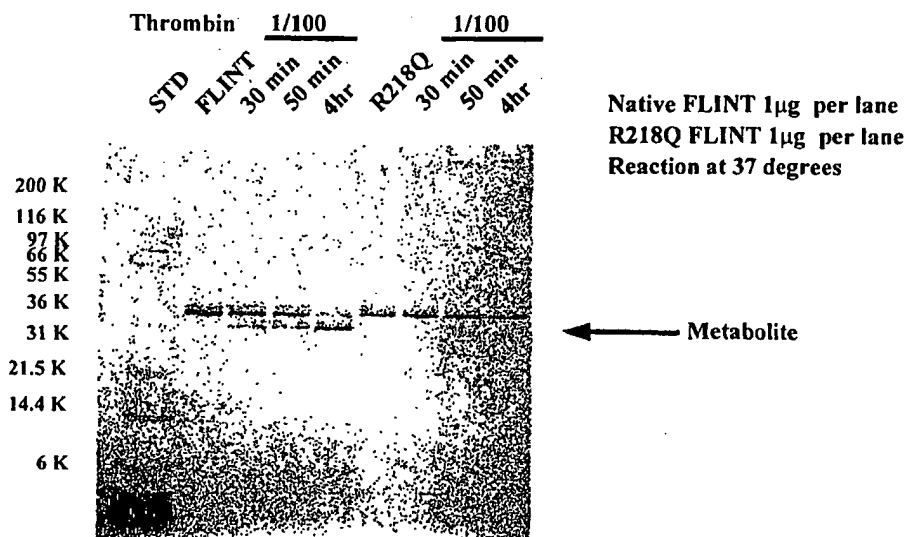 Thrombin 1/100 1/100
STD FLINT 30 min 50 min 4hr R218Q 30 min 50 min 4hr
Native FLINT 1µg per lane
R218Q FLINT 1µg per lane
Reaction at 37 degrees
200 K
116 K
97 K
66 K
55 K
36 K
31 K
Metabolite
21.5 K
14.4 K
6 K